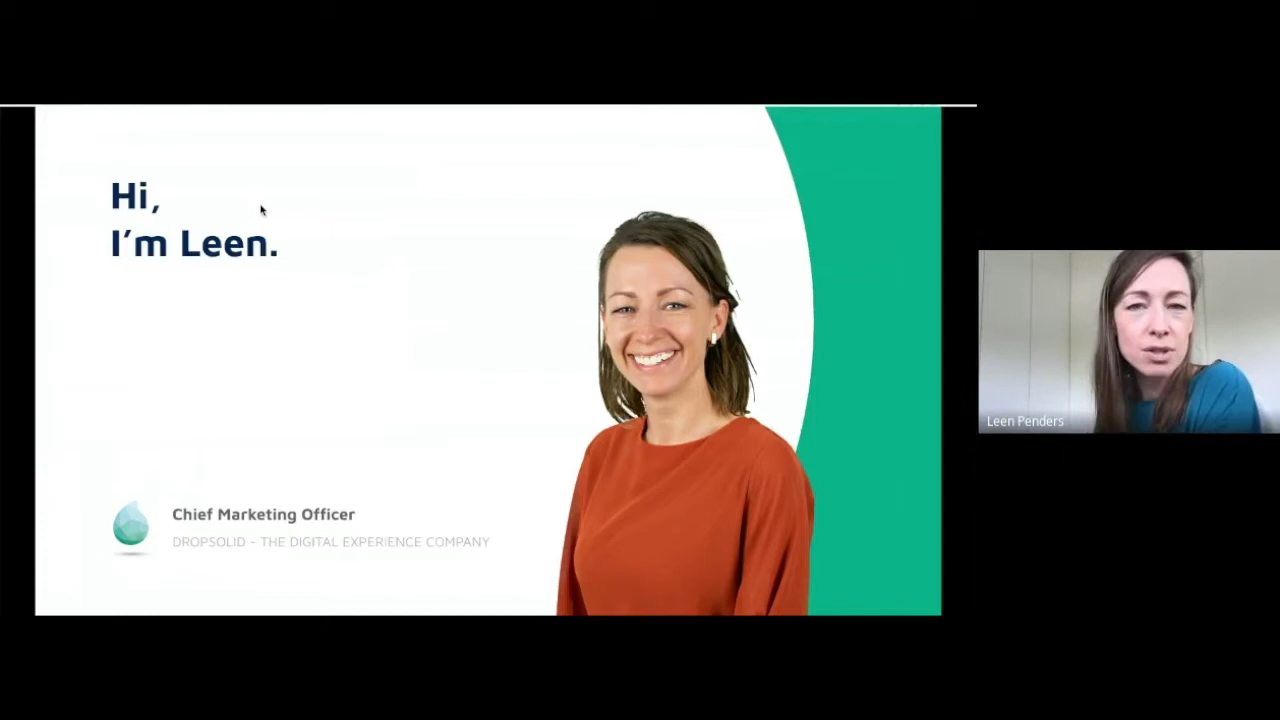 Hi,
I'm Leen.
Chief Marketing Officer
DROPSOLID - THE DIGITAL EXPERIENCE COMPANY
Leen Penders